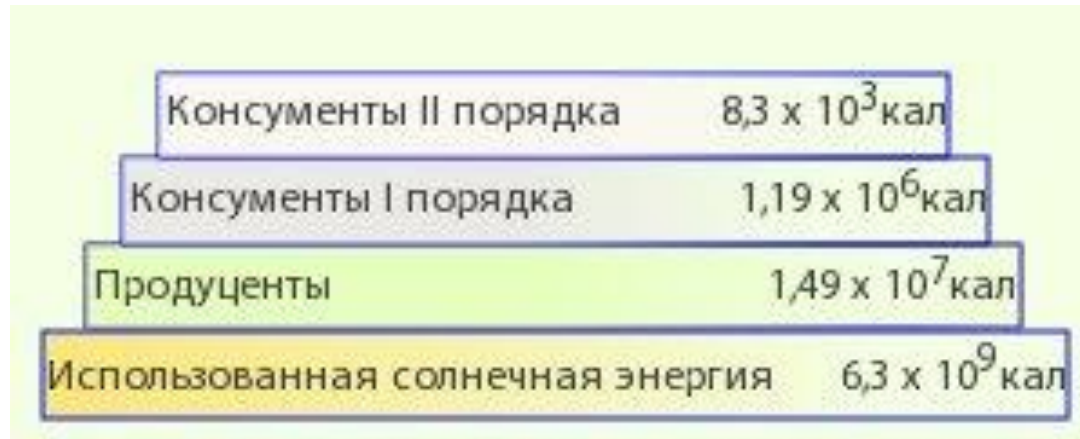 Консументы II порядка 8,3 x 10³кал
Консументы I порядка 1,19 x 10⁶кал
Продуценты 1,49 x 10⁷кал
Использованная солнечная энергия 6,3 x 10⁹кал